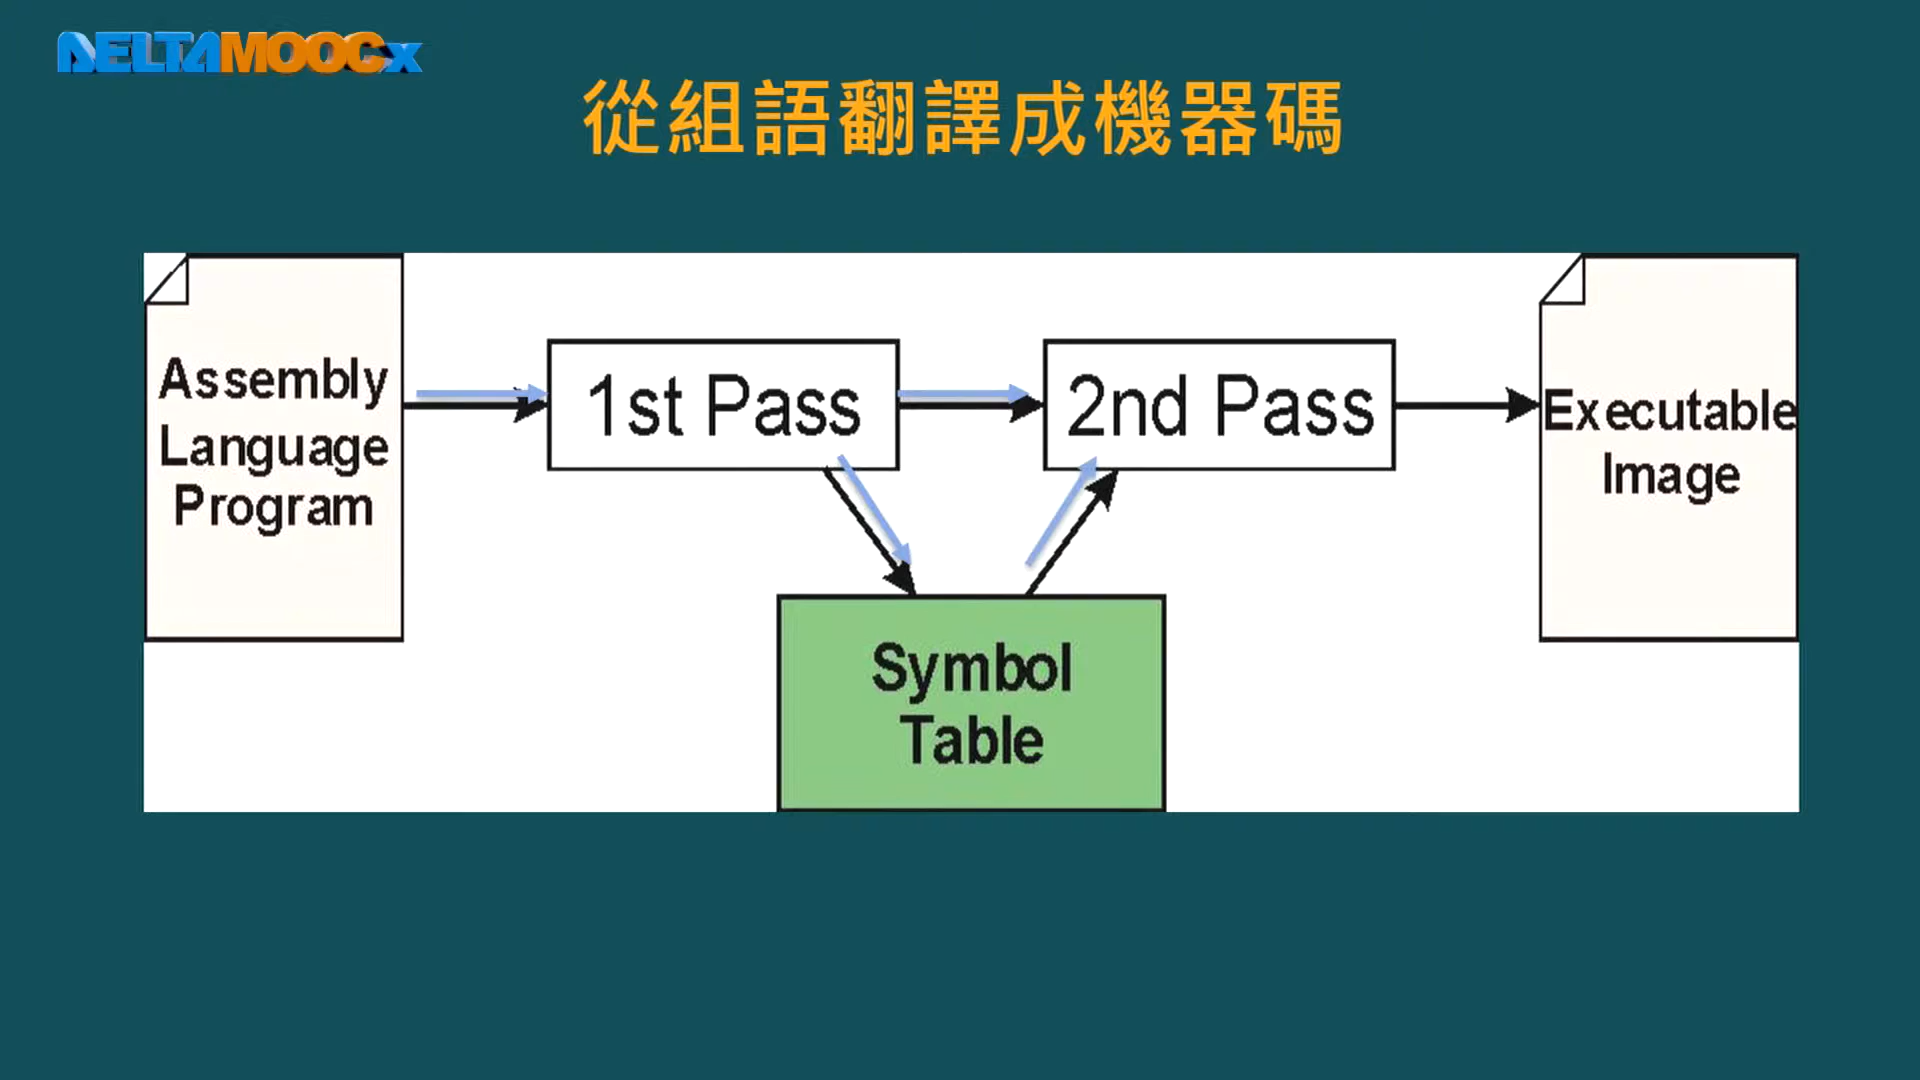 DELTAMOOCx
從組語翻譯成機器碼
Assembly
Language
Program
1st Pass
2nd Pass
Executable
Image
Symbol
Table